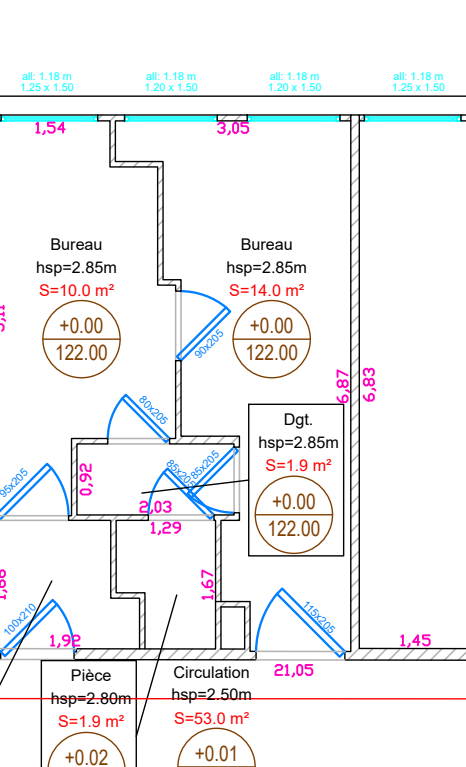 all: 1.18 m
1.25 x 1.50
all: 1.18 m
1.20 x 1.50
all: 1.18 m
1.20 x 1.50
all: 1.18 m
1.25 x 1.50
1,54
3,05
Bureau
hsp=2.85m
S=10.0 m²
+0.00
122.00
Bureau
hsp=2.85m
S=14.0 m²
+0.00
122.00
90x205
6,87
6,83
80x205
Dgt.
hsp=2.85m
S=1.9 m²
+0.00
122.00
95x205
0,92
85x205
85x205
2,03
1,29
1,67
100x210
1,92
115x205
21,05
1,45
Pièce
hsp=2.80m
S=1.9 m²
+0.02
Circulation
hsp=2.50m
S=53.0 m²
+0.01